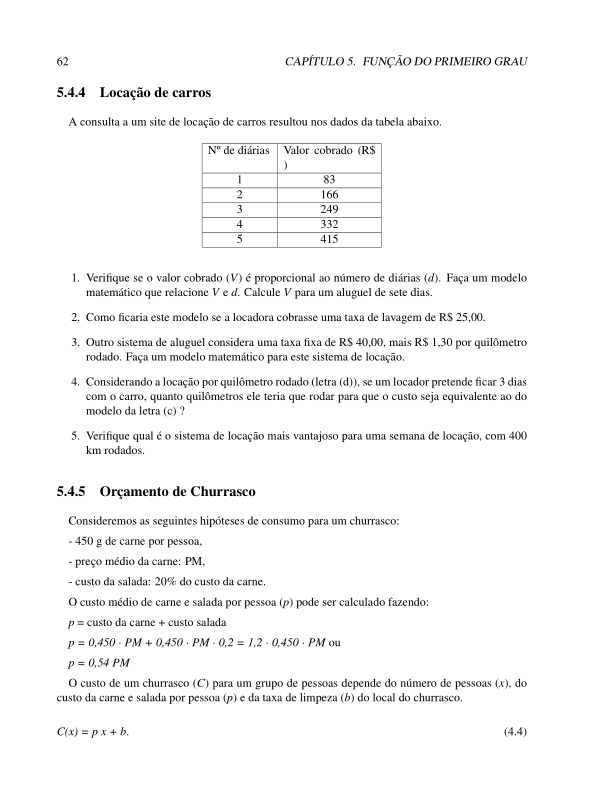 62 CAPÍTULO 5. FUNÇÃO DO PRIMEIRO GRAU
5.4.4 Locação de carros
A consulta a um site de locação de carros resultou nos dados da tabela abaixo.
Nº de diárias Valor cobrado (R$
)
1 83
2 166
3 249
4 332
5 415
1. Verifique se o valor cobrado (V) é proporcional ao número de diárias (d). Faça um modelo
matemático que relacione V e d. Calcule V para um aluguel de sete dias.
2. Como ficaria este modelo se a locadora cobrasse uma taxa de lavagem de R$ 25,00.
3. Outro sistema de aluguel considera uma taxa fixa de R$ 40,00, mais R$ 1,30 por quilômetro
rodado. Faça um modelo matemático para este sistema de locação.
4. Considerando a locação por quilômetro rodado (letra (d)), se um locador pretende ficar 3 dias
com o carro, quanto quilômetros ele teria que rodar para que o custo seja equivalente ao do
modelo da letra (c) ?
5. Verifique qual é o sistema de locação mais vantajoso para uma semana de locação, com 400
km rodados.
5.4.5 Orçamento de Churrasco
Consideremos as seguintes hipóteses de consumo para um churrasco:
- 450 g de carne por pessoa,
- preço médio da carne: PM,
- custo da salada: 20% do custo da carne.
O custo médio de carne e salada por pessoa (p) pode ser calculado fazendo:
p = custo da carne + custo salada
p = 0,450 · PM + 0,450 · PM · 0,2 = 1,2 · 0,450 · PM ou
p = 0,54 PM
O custo de um churrasco (C) para um grupo de pessoas depende do número de pessoas (x), do
custo da carne e salada por pessoa (p) e da taxa de limpeza (b) do local do churrasco.
C(x) = p x + b. (4.4)